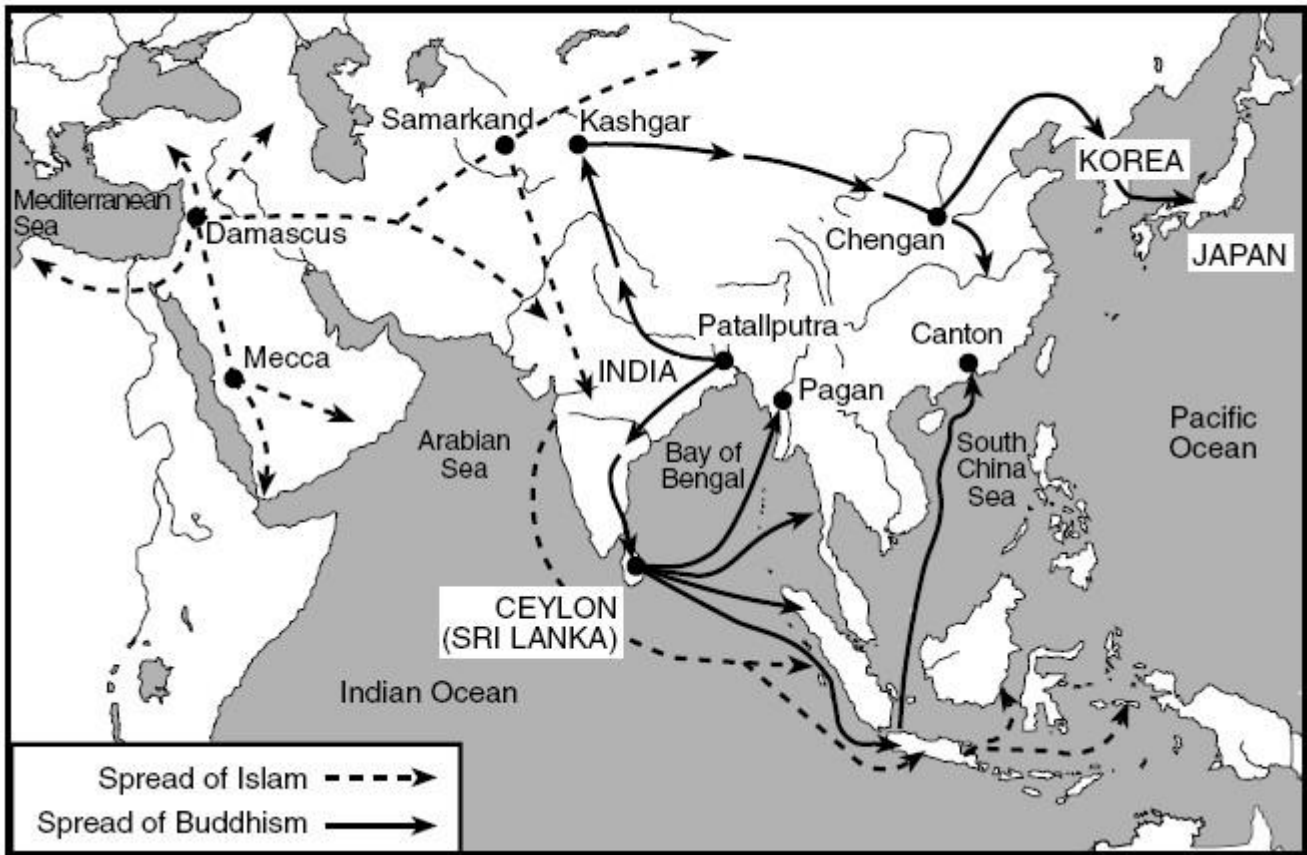 Samarkand
Kashgar
KOREA
Mediterranean
Sea
Damascus
Chengan
JAPAN
Patallputra
Canton
Mecca
INDIA
Pagan
Arabian
Sea
Bay of
Bengal
South
China
Sea
Pacific
Ocean
CEYLON
(SRI LANKA)
Indian Ocean
Spread of Islam
Spread of Buddhism